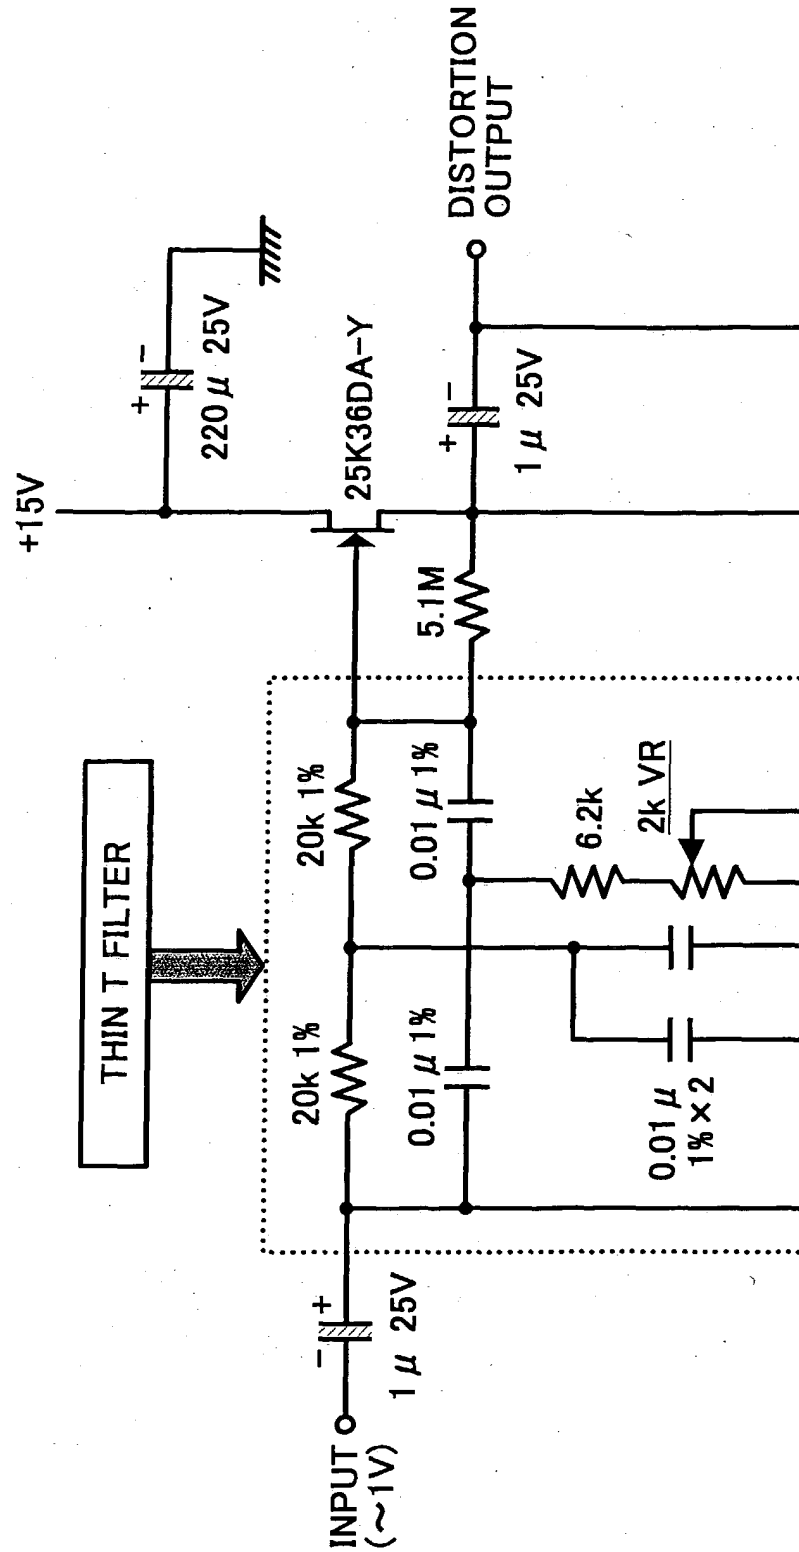 THIN T FILTER
+15V
+ −
220μ 25V
25K36DA-Y
INPUT
(~1V)
− +
1μ 25V
20k 1%
20k 1%
0.01μ 1%
0.01μ 1%
5.1M
+ −
1μ 25V
DISTORTION
OUTPUT
0.01μ
1%×2
6.2k
2k VR